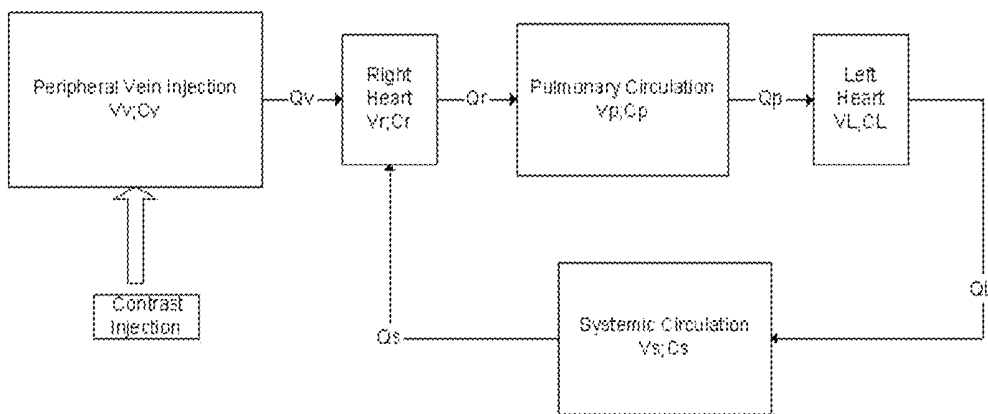 Peripheral Vein Injection
Vv;Cv
Qv
Right
Heart
Vr;Cr
Qr
Pulmonary Circulation
Vp;Cp
Qp
Left
Heart
VL;CL
Ql
Contrast
Injection
Qs
Systemic Circulation
Vs;Cs